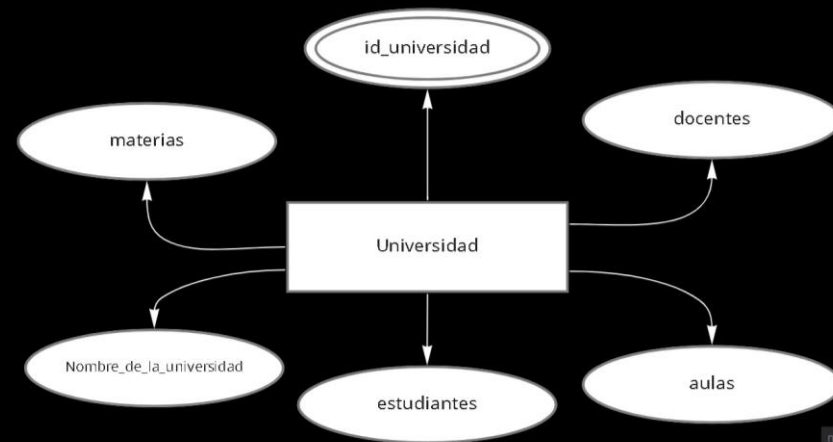 id_universidad
docentes
materias
Universidad
Nombre_de_la_universidad
estudiantes
aulas